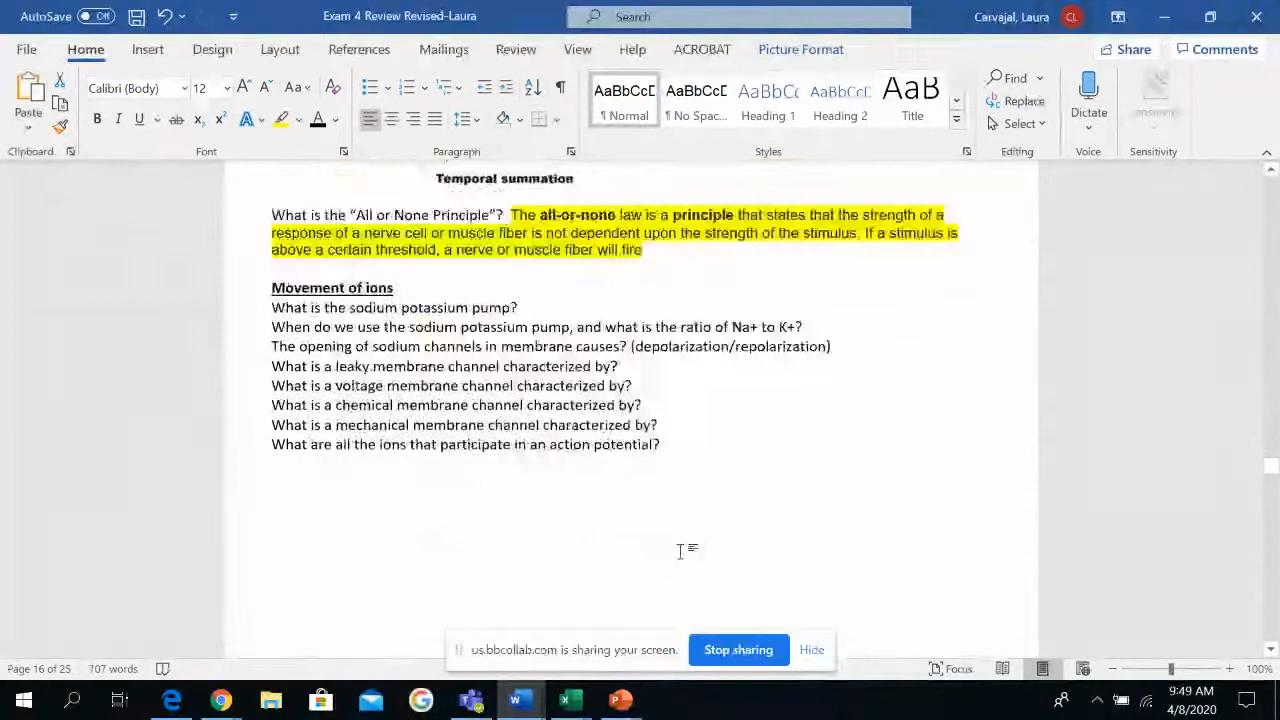 AutoSave Off Exam 4 Review Revised–Laura Search Carvajal, Laura CL
File Home Insert Design Layout References Mailings Review View Help ACROBAT Picture Format Share Comments
Paste Calibri (Body) 12 A A Aa AaBbCcD AaBbCcD AaBbCc AaBbCcD AaB Find Replace Select Dictate
B I U ab x₂ x² A A ¶ Normal ¶ No Spac... Heading 1 Heading 2 Title
Clipboard Font Paragraph Styles Editing Voice Sensitivity
Temporal summation
What is the “All or None Principle”? The all-or-none law is a principle that states that the strength of a
response of a nerve cell or muscle fiber is not dependent upon the strength of the stimulus. If a stimulus is
above a certain threshold, a nerve or muscle fiber will fire
Movement of ions
What is the sodium potassium pump?
When do we use the sodium potassium pump, and what is the ratio of Na+ to K+?
The opening of sodium channels in membrane causes? (depolarization/repolarization)
What is a leaky membrane channel characterized by?
What is a voltage membrane channel characterized by?
What is a chemical membrane channel characterized by?
What is a mechanical membrane channel characterized by?
What are all the ions that participate in an action potential?
us.bbcollab.com is sharing your screen. Stop sharing Hide
Page 16 of 25 707 words Focus 100%
9:49 AM
4/8/2020